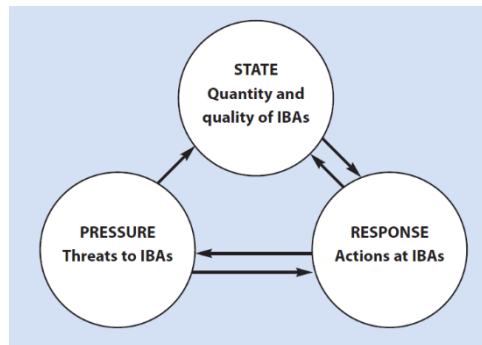 STATE
Quantity and
quality of IBAs
PRESSURE
Threats to IBAs
RESPONSE
Actions at IBAs